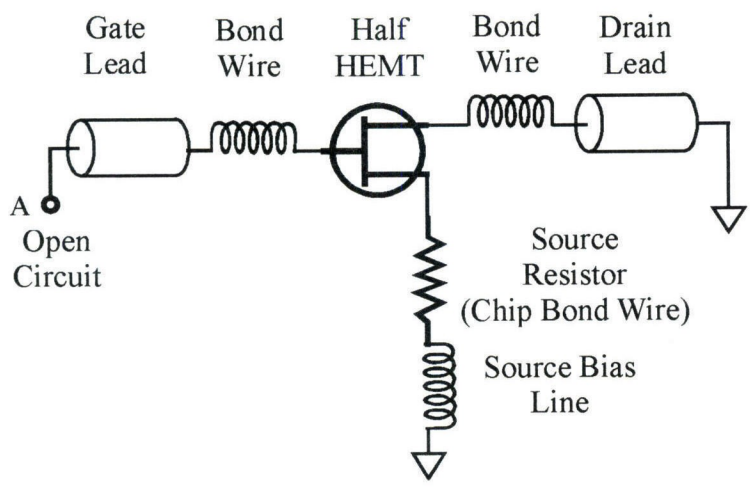 Gate
Lead
Bond
Wire
Half
HEMT
Bond
Wire
Drain
Lead
A
Open
Circuit
Source
Resistor
(Chip Bond Wire)
Source Bias
Line